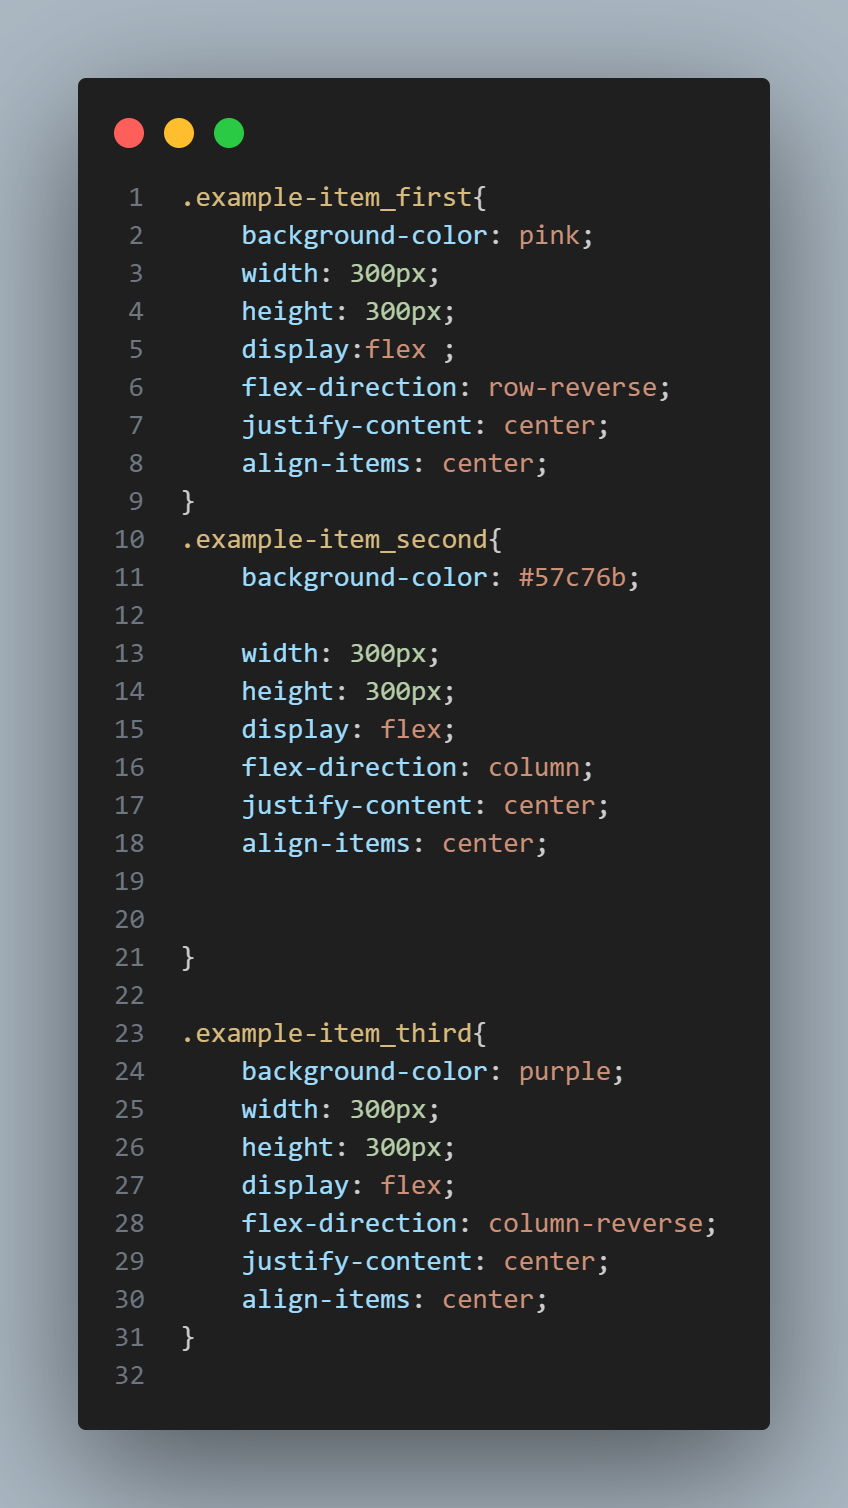 1 .example-item_first{
2     background-color: pink;
3     width: 300px;
4     height: 300px;
5     display:flex ;
6     flex-direction: row-reverse;
7     justify-content: center;
8     align-items: center;
9 }
10 .example-item_second{
11     background-color: #57c76b;
12
13     width: 300px;
14     height: 300px;
15     display: flex;
16     flex-direction: column;
17     justify-content: center;
18     align-items: center;
19
20
21 }
22
23 .example-item_third{
24     background-color: purple;
25     width: 300px;
26     height: 300px;
27     display: flex;
28     flex-direction: column-reverse;
29     justify-content: center;
30     align-items: center;
31 }
32